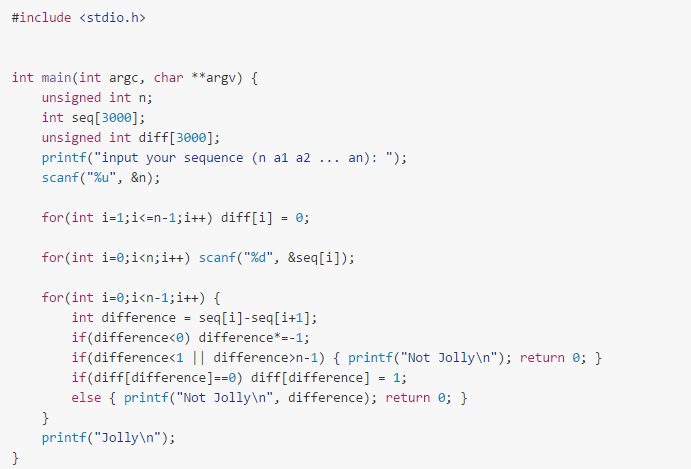 #include <stdio.h>
int main(int argc, char **argv) {
    unsigned int n;
    int seq[3000];
    unsigned int diff[3000];
    printf("input your sequence (n a1 a2 ... an): ");
    scanf("%u", &n);
    for(int i=1;i<=n-1;i++) diff[i] = 0;
    for(int i=0;i<n;i++) scanf("%d", &seq[i]);
    for(int i=0;i<n-1;i++) {
        int difference = seq[i]-seq[i+1];
        if(difference<0) difference*=-1;
        if(difference<1 || difference>n-1) { printf("Not Jolly\n"); return 0; }
        if(diff[difference]==0) diff[difference] = 1;
        else { printf("Not Jolly\n", difference); return 0; }
    }
    printf("Jolly\n");
}